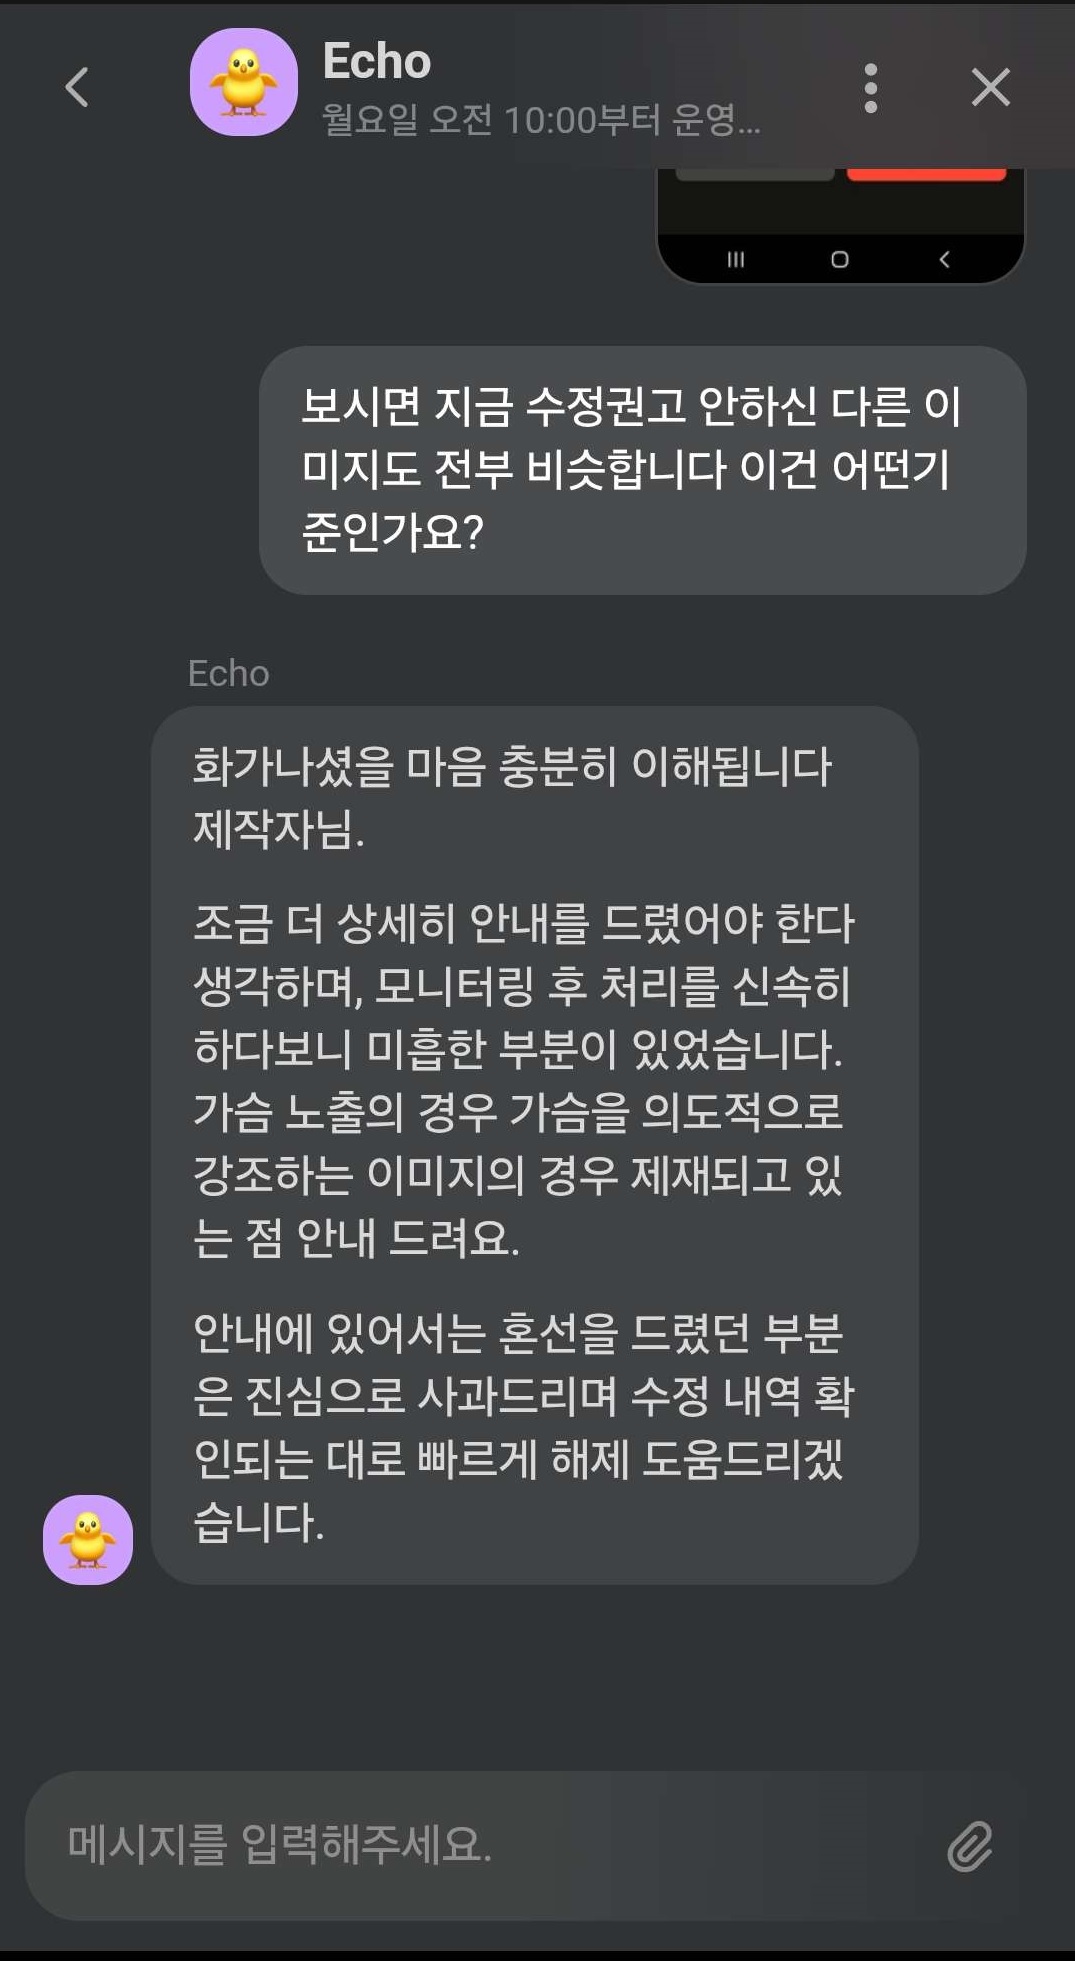 Echo
월요일 오전 10:00부터 운영...
보시면 지금 수정권고 안하신 다른 이
미지도 전부 비슷합니다 이건 어떤기
준인가요?
Echo
화가나셨을 마음 충분히 이해됩니다
제작자님.
조금 더 상세히 안내를 드렸어야 한다
생각하며, 모니터링 후 처리를 신속히
하다보니 미흡한 부분이 있었습니다.
가슴 노출의 경우 가슴을 의도적으로
강조하는 이미지의 경우 제재되고 있
는 점 안내 드려요.
안내에 있어서는 혼선을 드렸던 부분
은 진심으로 사과드리며 수정 내역 확
인되는 대로 빠르게 해제 도움드리겠
습니다.
메시지를 입력해주세요.